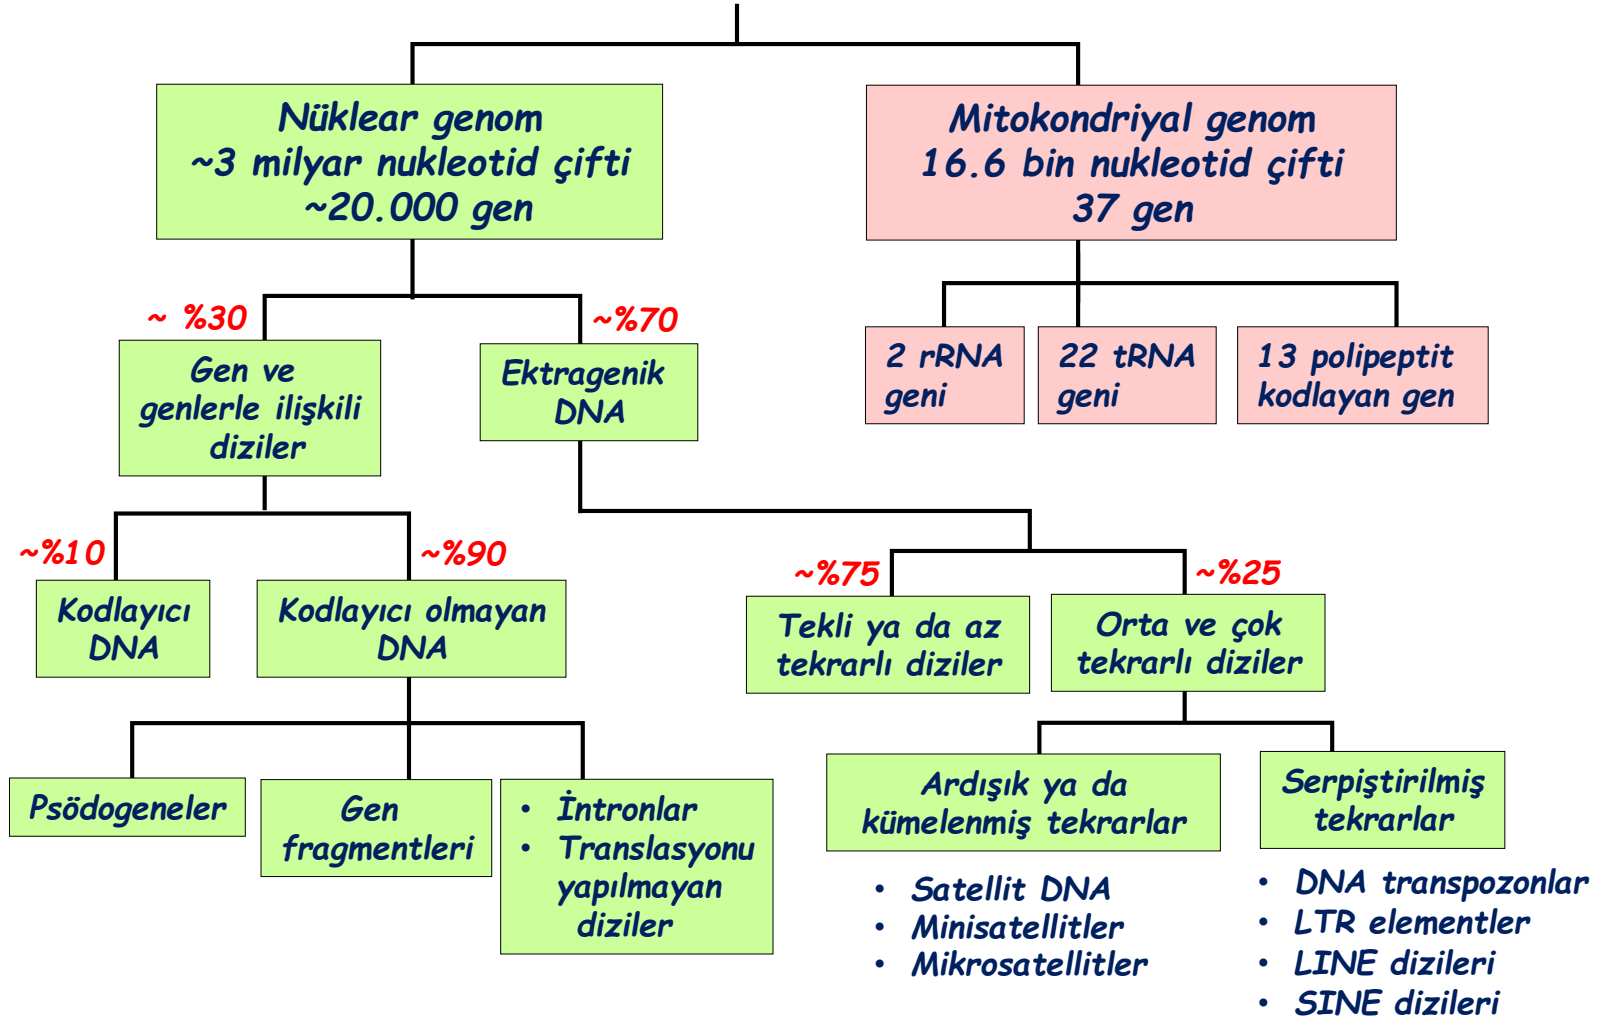 Nüklear genom
~3 milyar nukleotid çifti
~20.000 gen
Mitokondriyal genom
16.6 bin nukleotid çifti
37 gen
~ %30
~%70
Gen ve
genlerle ilişkili
diziler
Ektragenik
DNA
2 rRNA
geni
22 tRNA
geni
13 polipeptit
kodlayan gen
~%10
~%90
~%75
~%25
Kodlayıcı
DNA
Kodlayıcı olmayan
DNA
Tekli ya da az
tekrarlı diziler
Orta ve çok
tekrarlı diziler
Psödogeneler
Gen
fragmentleri
• İntronlar
• Translasyonu
yapılmayan
diziler
Ardışık ya da
kümelenmiş tekrarlar
Serpiştirilmiş
tekrarlar
• Satellit DNA
• Minisatellitler
• Mikrosatellitler
• DNA transpozonlar
• LTR elementler
• LINE dizileri
• SINE dizileri